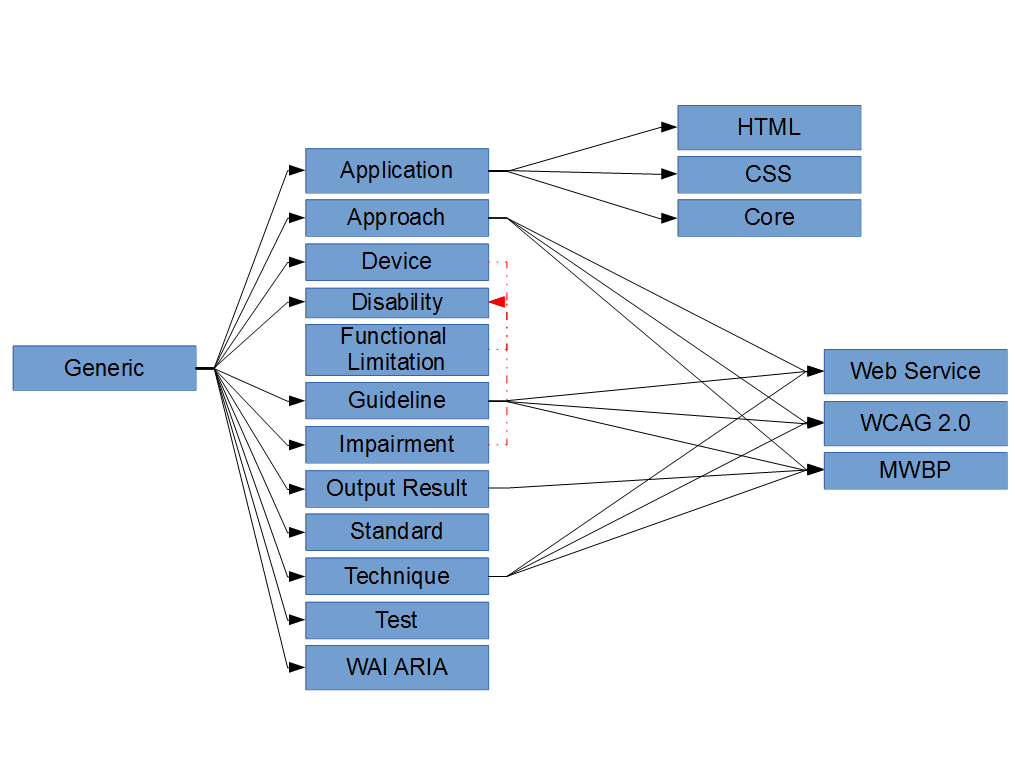 Generic
Application
Approach
Device
Disability
Functional
Limitation
Guideline
Impairment
Output Result
Standard
Technique
Test
WAI ARIA
HTML
CSS
Core
Web Service
WCAG 2.0
MWBP